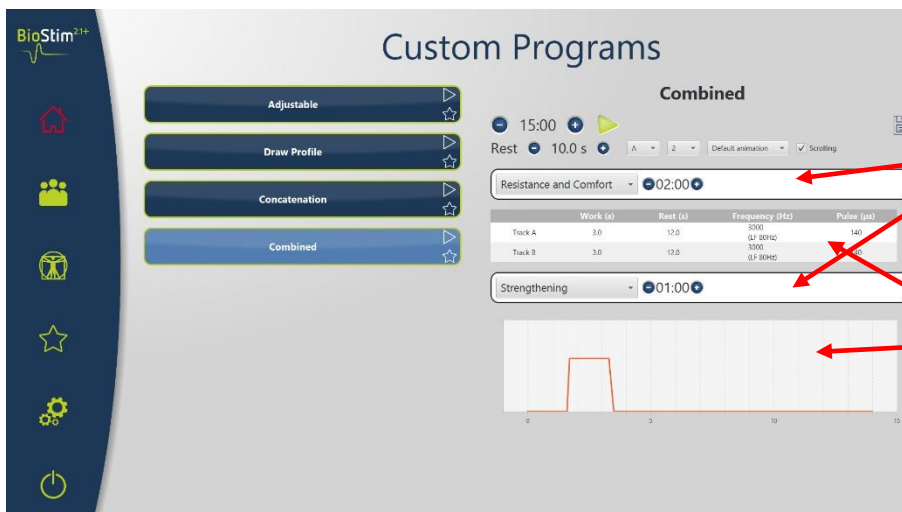 BioStim 2.1+
Custom Programs
Adjustable
Draw Profile
Concatenation
Combined
Combined
15:00
Rest 10.0 s A 2 Default animation Scrolling
Resistance and Comfort 02:00
Work (s) Rest (s) Frequency (Hz) Pulse (µs)
Track A 3.0 12.0 3000 (LF 80Hz) 140
Track B 3.0 12.0 3000 (LF 80Hz)
Strengthening 01:00
0 5 10 15